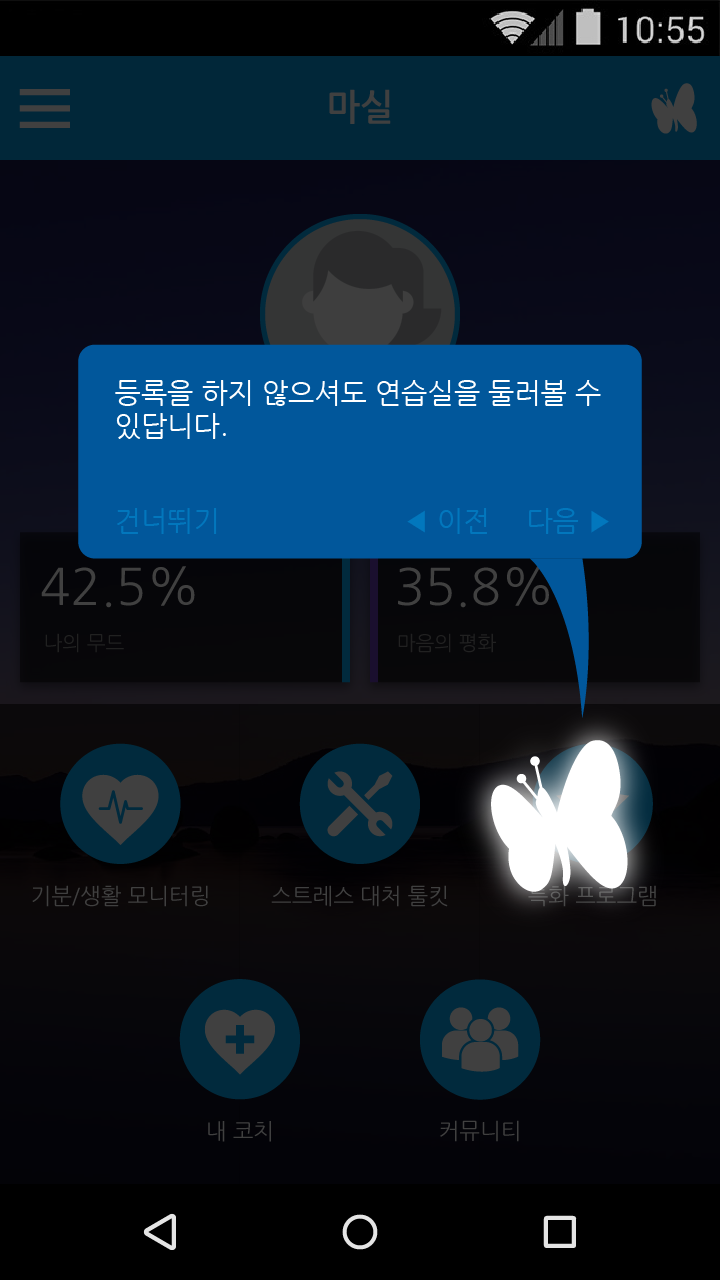 10:55
마실
등록을 하지 않으셔도 연습실을 둘러볼 수
있답니다.
건너뛰기 ◀ 이전 다음 ▶
42.5% 35.8%
나의 무드 마음의 평화
기분/생활 모니터링 스트레스 대처 툴킷 특화 프로그램
내 코치 커뮤니티